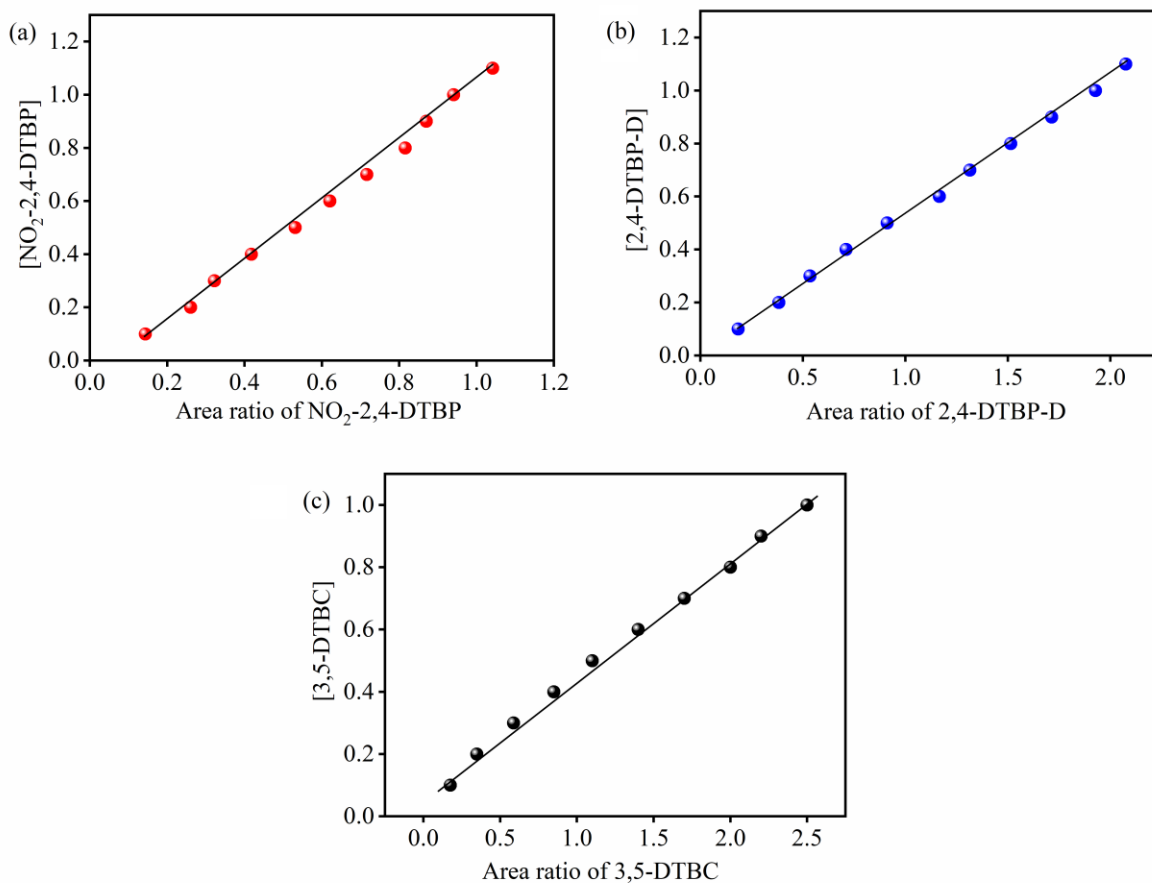 (a)
[NO₂-2,4-DTBP]
1.2
1.0
0.8
0.6
0.4
0.2
0.0
0.0 0.2 0.4 0.6 0.8 1.0 1.2
Area ratio of NO₂-2,4-DTBP
(b)
[2,4-DTBP-D]
1.2
1.0
0.8
0.6
0.4
0.2
0.0
0.0 0.5 1.0 1.5 2.0
Area ratio of 2,4-DTBP-D
(c)
[3,5-DTBC]
1.0
0.8
0.6
0.4
0.2
0.0
0.0 0.5 1.0 1.5 2.0 2.5
Area ratio of 3,5-DTBC